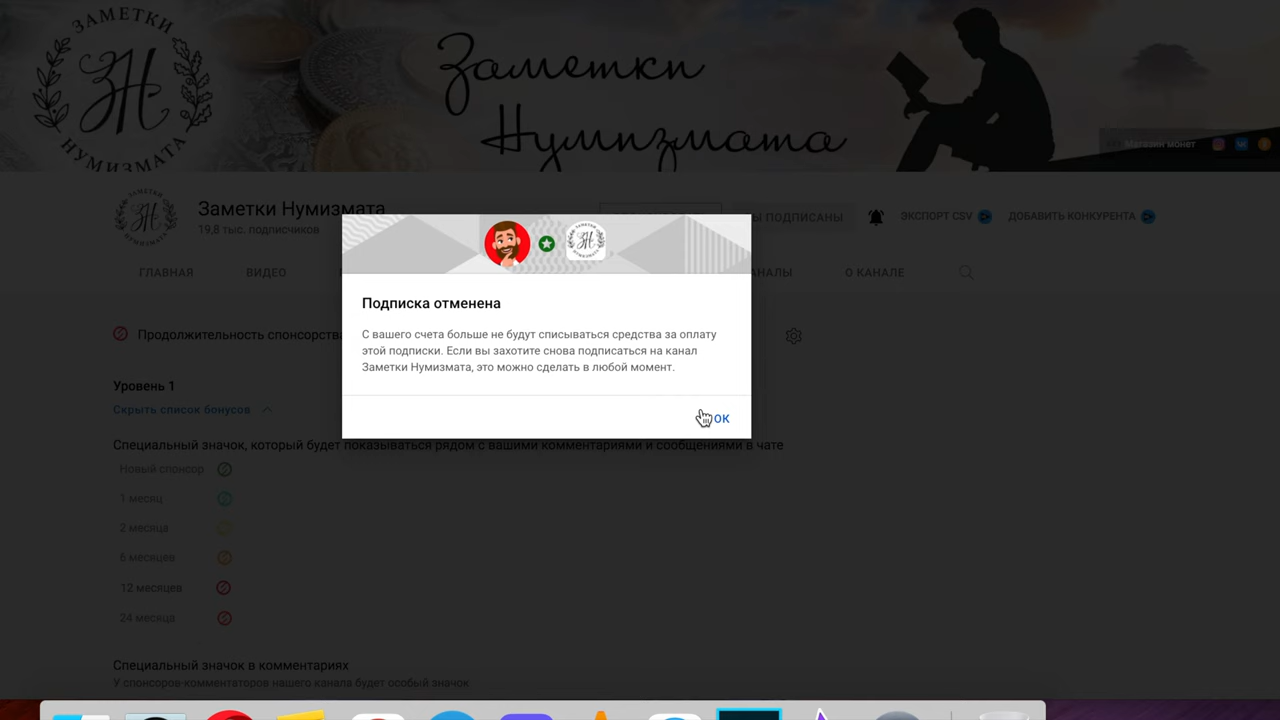 ЗАМЕТКИ
ЗН
НУМИЗМАТА
Заметки
Нумизмата
Магазин монет
Заметки Нумизмата
19,8 тыс. подписчиков
Ы ПОДПИСАНЫ
ЭКСПОРТ CSV
ДОБАВИТЬ КОНКУРЕНТА
ГЛАВНАЯ
ВИДЕО
АНАЛЫ
О КАНАЛЕ
Подписка отменена
С вашего счета больше не будут списываться средства за оплату
этой подписки. Если вы захотите снова подписаться на канал
Заметки Нумизмата, это можно сделать в любой момент.
ОК
Продолжительность спонсорства
Уровень 1
Скрыть список бонусов
Специальный значок, который будет показываться рядом с вашими комментариями и сообщениями в чате
Новый спонсор
1 месяц
2 месяца
6 месяцев
12 месяцев
24 месяца
Специальный значок в комментариях
У спонсоров-комментаторов нашего канала будет особый значок